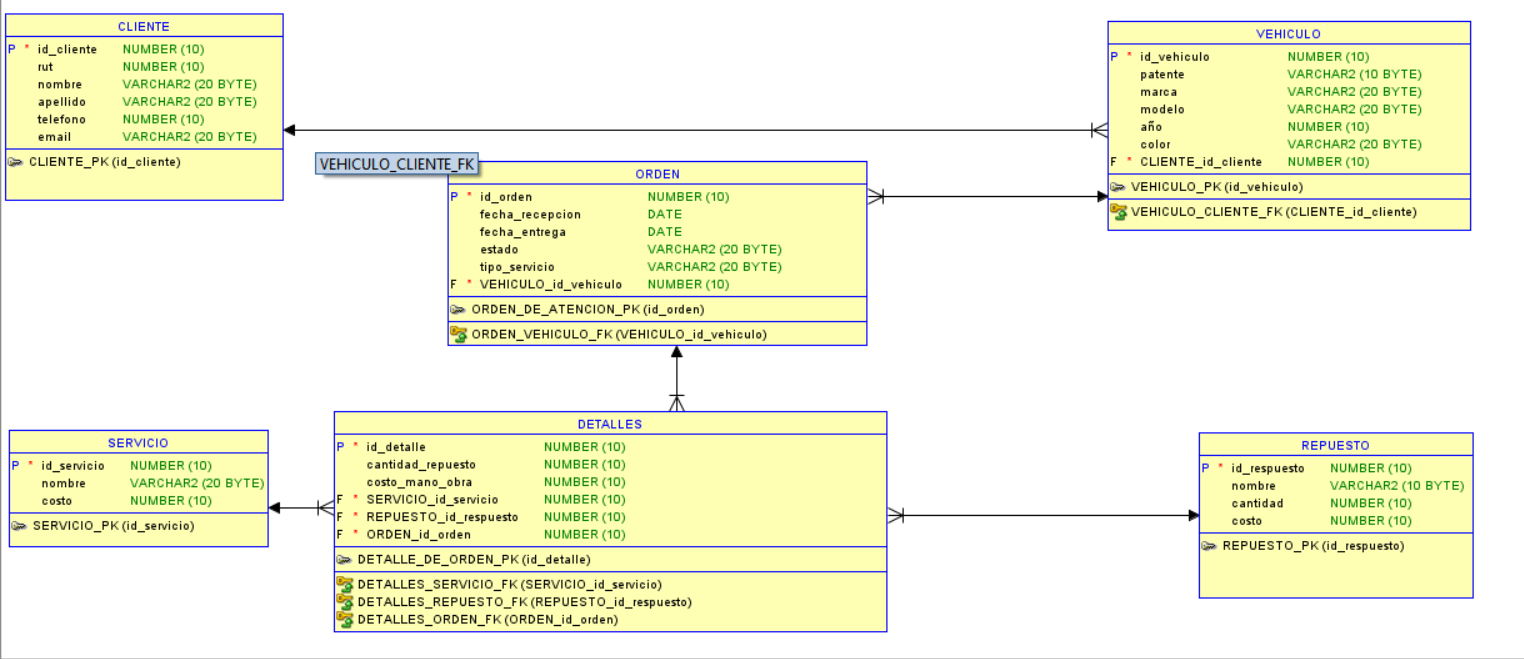 CLIENTE
P * id_cliente NUMBER (10)
rut NUMBER (10)
nombre VARCHAR2 (20 BYTE)
apellido VARCHAR2 (20 BYTE)
telefono NUMBER (10)
email VARCHAR2 (20 BYTE)
CLIENTE_PK (id_cliente)
VEHICULO
P * id_vehiculo NUMBER (10)
patente VARCHAR2 (10 BYTE)
marca VARCHAR2 (20 BYTE)
modelo VARCHAR2 (20 BYTE)
año NUMBER (10)
color VARCHAR2 (20 BYTE)
F * CLIENTE_id_cliente NUMBER (10)
VEHICULO_PK (id_vehiculo)
VEHICULO_CLIENTE_FK (CLIENTE_id_cliente)
VEHICULO_CLIENTE_FK
ORDEN
P * id_orden NUMBER (10)
fecha_recepcion DATE
fecha_entrega DATE
estado VARCHAR2 (20 BYTE)
tipo_servicio VARCHAR2 (20 BYTE)
F * VEHICULO_id_vehiculo NUMBER (10)
ORDEN_DE_ATENCION_PK (id_orden)
ORDEN_VEHICULO_FK (VEHICULO_id_vehiculo)
SERVICIO
P * id_servicio NUMBER (10)
nombre VARCHAR2 (20 BYTE)
costo NUMBER (10)
SERVICIO_PK (id_servicio)
DETALLES
P * id_detalle NUMBER (10)
cantidad_repuesto NUMBER (10)
costo_mano_obra NUMBER (10)
F * SERVICIO_id_servicio NUMBER (10)
F * REPUESTO_id_respuesto NUMBER (10)
F * ORDEN_id_orden NUMBER (10)
DETALLE_DE_ORDEN_PK (id_detalle)
DETALLES_SERVICIO_FK (SERVICIO_id_servicio)
DETALLES_REPUESTO_FK (REPUESTO_id_respuesto)
DETALLES_ORDEN_FK (ORDEN_id_orden)
REPUESTO
P * id_respuesto NUMBER (10)
nombre VARCHAR2 (10 BYTE)
cantidad NUMBER (10)
costo NUMBER (10)
REPUESTO_PK (id_respuesto)